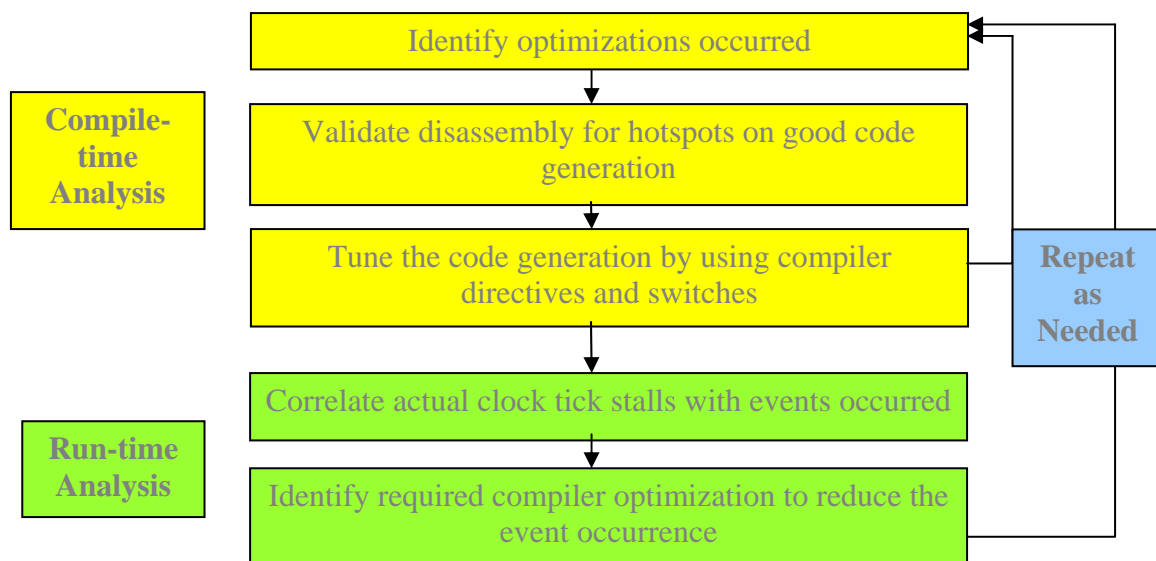 Identify optimizations occurred
Compile-
time
Analysis
Validate disassembly for hotspots on good code
generation
Tune the code generation by using compiler
directives and switches
Repeat
as
Needed
Correlate actual clock tick stalls with events occurred
Run-time
Analysis
Identify required compiler optimization to reduce the
event occurrence